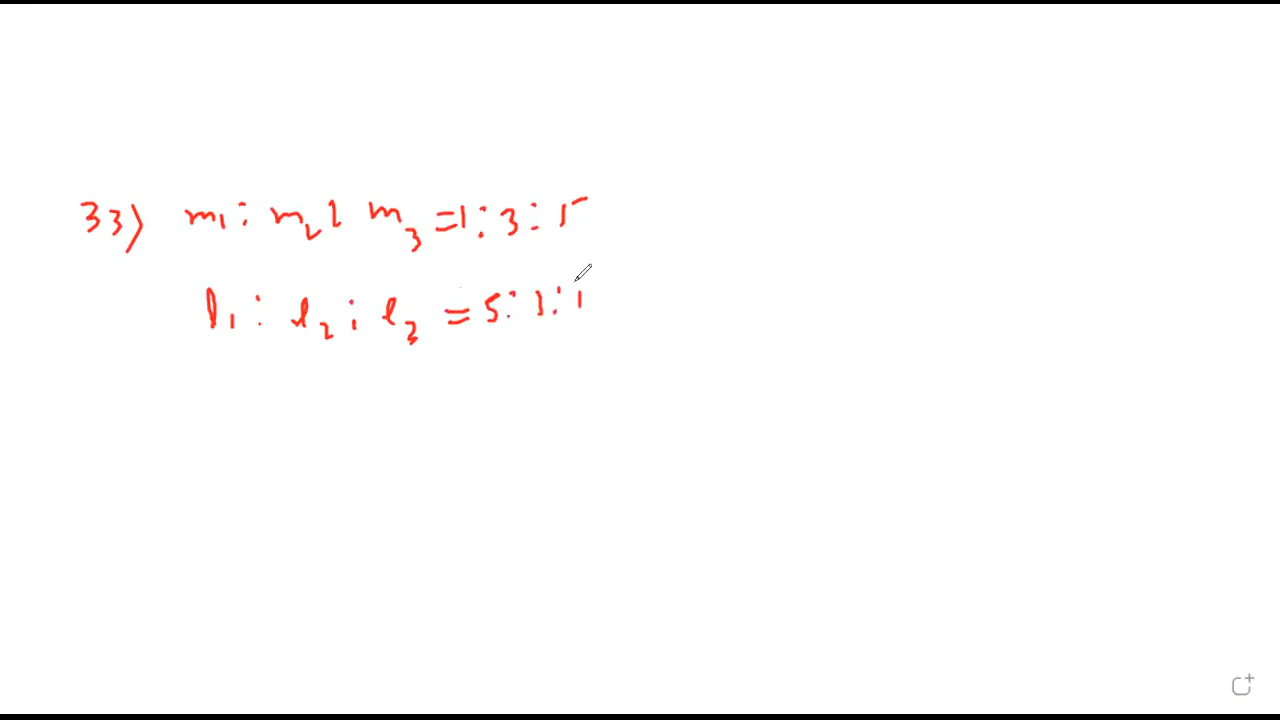 33) m₁ : m₂ : m₃ = 1 : 3 : 5
l₁ : l₂ : l₃ = 5 : 3 : 1